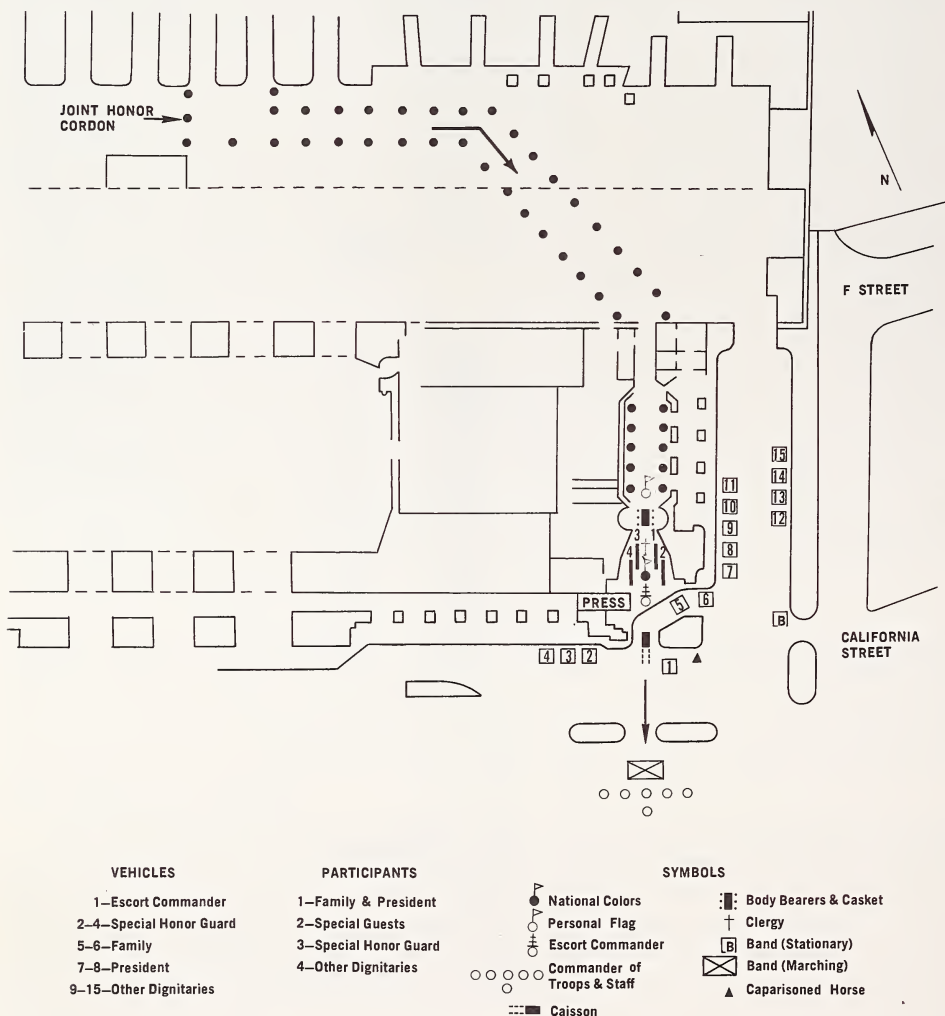 JOINT HONOR
CORDON
N
F STREET
15
14
13
12
11
10
9
8
7
3 1
4 2
PRESS
5
6
B
CALIFORNIA
STREET
4 3 2
1
VEHICLES
1—Escort Commander
2—4—Special Honor Guard
5—6—Family
7—8—President
9—15—Other Dignitaries
PARTICIPANTS
1—Family & President
2—Special Guests
3—Special Honor Guard
4—Other Dignitaries
SYMBOLS
National Colors
Personal Flag
Escort Commander
Commander of
Troops & Staff
Caisson
Body Bearers & Casket
Clergy
B Band (Stationary)
Band (Marching)
Caparisoned Horse